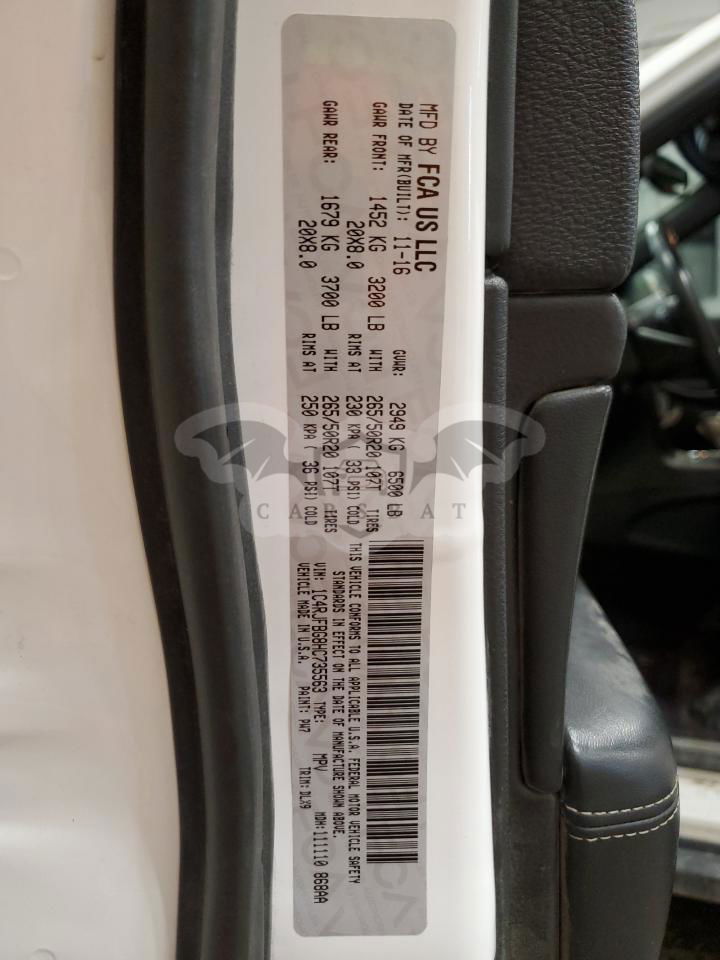 MFD BY FCA US LLC
DATE OF MFR(BUILT): 11-16 GVWR: 2949 KG 6500 LB
GAWR FRONT: 1452 KG 3200 LB WITH 265/50R20 107T TIRES
20X8.0 RIMS AT 230 KPA ( 33 PSI) COLD
GAWR REAR: 1679 KG 3700 LB WITH 265/50R20 107T TIRES
20X8.0 RIMS AT 250 KPA ( 36 PSI) COLD
THIS VEHICLE CONFORMS TO ALL APPLICABLE U.S.A. FEDERAL MOTOR VEHICLE SAFETY
STANDARDS IN EFFECT ON THE DATE OF MANUFACTURE SHOWN ABOVE.
VIN: 1C4RJFBG8HC735563 TYPE: MPV MDH:111110 868AA
VEHICLE MADE IN U.S.A. PAINT: PW7 TRIM: DLX9